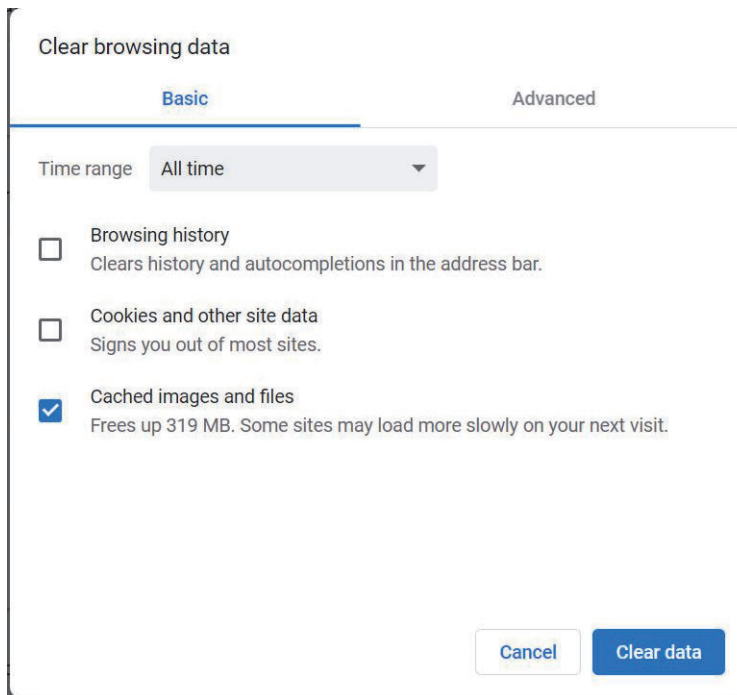 Clear browsing data
Basic
Advanced
Time range
All time
Browsing history
Clears history and autocompletions in the address bar.
Cookies and other site data
Signs you out of most sites.
Cached images and files
Frees up 319 MB. Some sites may load more slowly on your next visit.
Cancel
Clear data